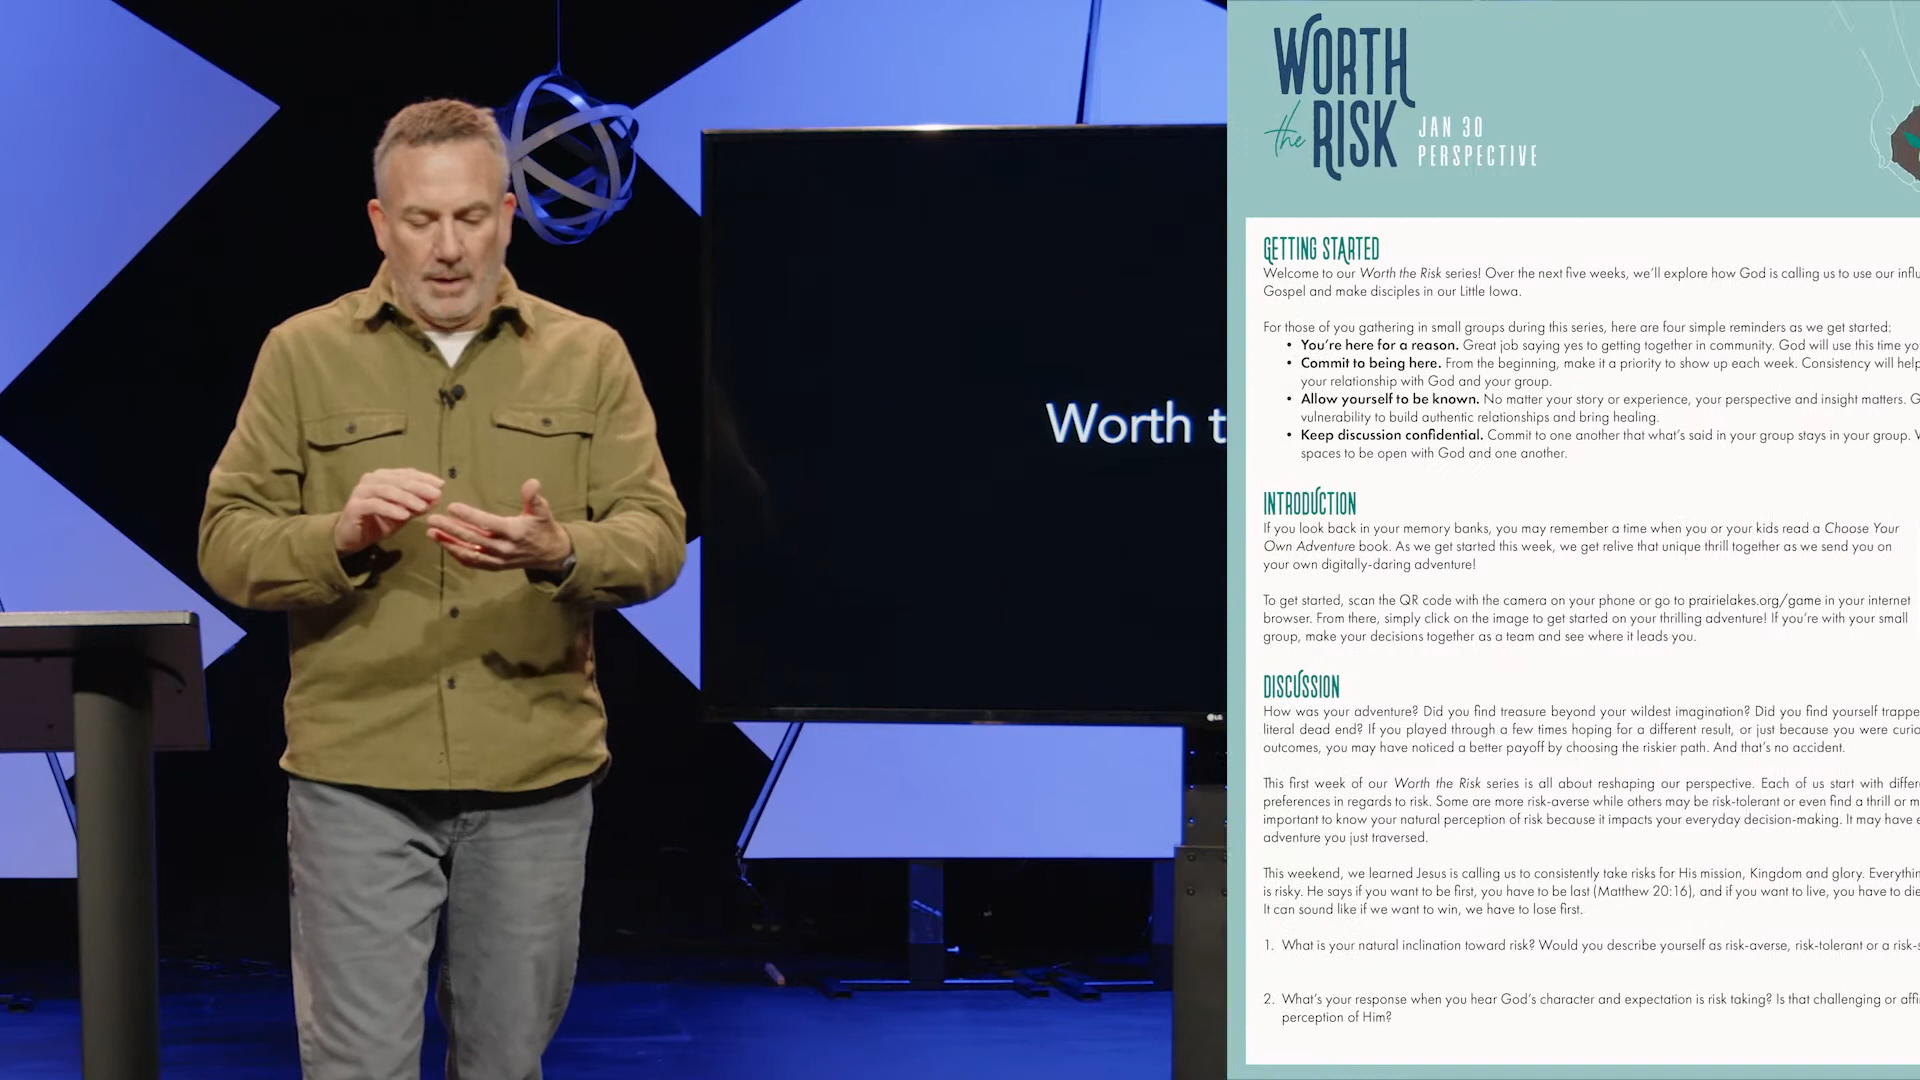 Worth t
LG
WORTH
the RISK
JAN 30
PERSPECTIVE
GETTING STARTED
Welcome to our Worth the Risk series! Over the next five weeks, we'll explore how God is calling us to use our influ
Gospel and make disciples in our Little Iowa.
For those of you gathering in small groups during this series, here are four simple reminders as we get started:
• You're here for a reason. Great job saying yes to getting together in community. God will use this time yo
• Commit to being here. From the beginning, make it a priority to show up each week. Consistency will help
your relationship with God and your group.
• Allow yourself to be known. No matter your story or experience, your perspective and insight matters. G
vulnerability to build authentic relationships and bring healing.
• Keep discussion confidential. Commit to one another that what's said in your group stays in your group. V
spaces to be open with God and one another.
INTRODUCTION
If you look back in your memory banks, you may remember a time when you or your kids read a Choose Your
Own Adventure book. As we get started this week, we get relive that unique thrill together as we send you on
your own digitally-daring adventure!
To get started, scan the QR code with the camera on your phone or go to prairielakes.org/game in your internet
browser. From there, simply click on the image to get started on your thrilling adventure! If you're with your small
group, make your decisions together as a team and see where it leads you.
DISCUSSION
How was your adventure? Did you find treasure beyond your wildest imagination? Did you find yourself trappe
literal dead end? If you played through a few times hoping for a different result, or just because you were curio
outcomes, you may have noticed a better payoff by choosing the riskier path. And that's no accident.
This first week of our Worth the Risk series is all about reshaping our perspective. Each of us start with differe
preferences in regards to risk. Some are more risk-averse while others may be risk-tolerant or even find a thrill or m
important to know your natural perception of risk because it impacts your everyday decision-making. It may have e
adventure you just traversed.
This weekend, we learned Jesus is calling us to consistently take risks for His mission, Kingdom and glory. Everythin
is risky. He says if you want to be first, you have to be last (Matthew 20:16), and if you want to live, you have to die
It can sound like if we want to win, we have to lose first.
1. What is your natural inclination toward risk? Would you describe yourself as risk-averse, risk-tolerant or a risk-s
2. What's your response when you hear God's character and expectation is risk taking? Is that challenging or affi
perception of Him?